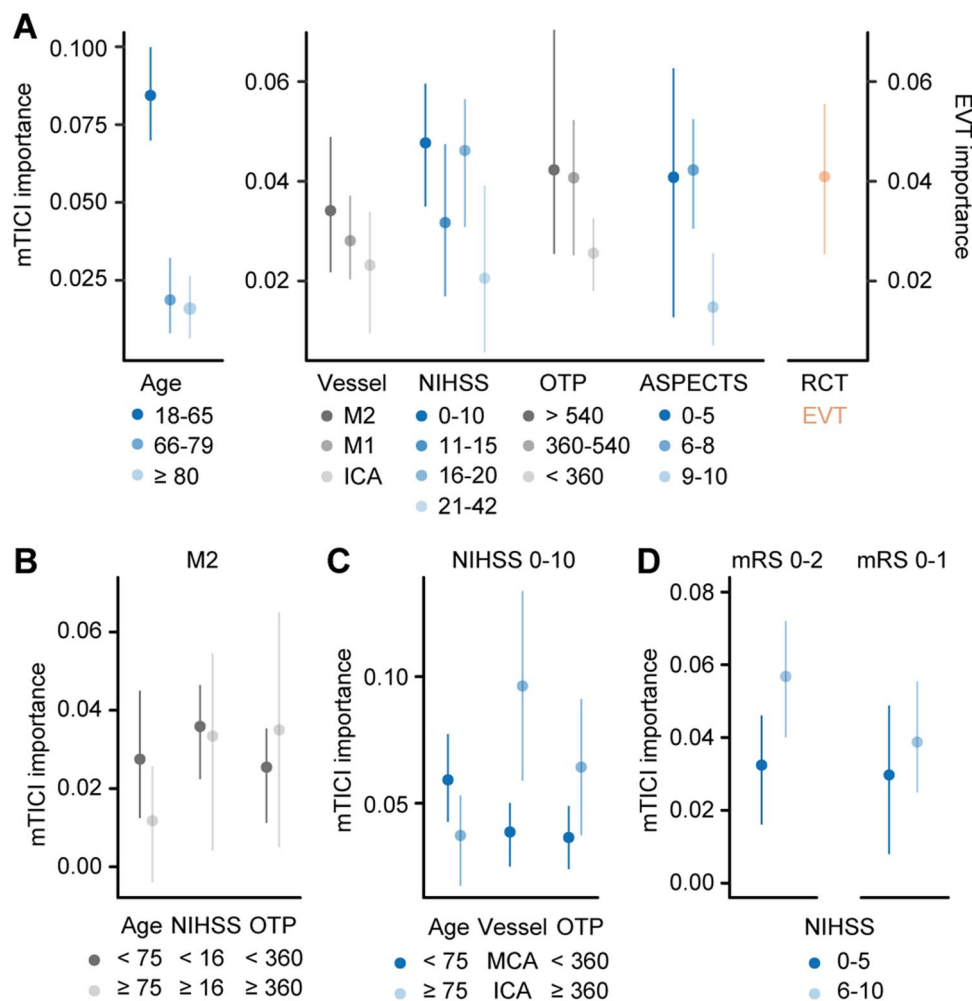 A
mTICI importance
0.100
0.075
0.050
0.025
0.06
0.04
0.02
0.06
0.04
0.02
EVT importance
Age
18-65
66-79
≥ 80
Vessel
M2
M1
ICA
NIHSS
0-10
11-15
16-20
21-42
OTP
> 540
360-540
< 360
ASPECTS
0-5
6-8
9-10
RCT
EVT
B
M2
mTICI importance
0.06
0.04
0.02
0.00
Age NIHSS OTP
< 75 < 16 < 360
≥ 75 ≥ 16 ≥ 360
C
NIHSS 0-10
mTICI importance
0.10
0.05
Age Vessel OTP
< 75 MCA < 360
≥ 75 ICA ≥ 360
D
mRS 0-2 mRS 0-1
mTICI importance
0.08
0.06
0.04
0.02
0.00
NIHSS
0-5
6-10